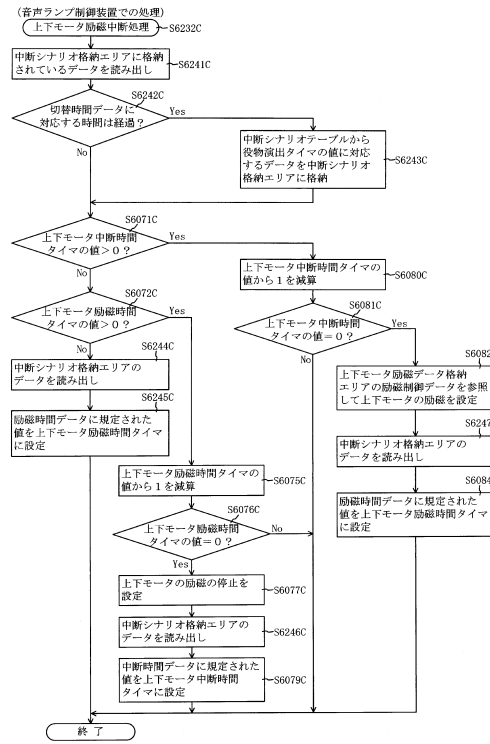 (音声ランプ制御装置での処理)
上下モータ励磁中断処理
S6232C
中断シナリオ格納エリアに格納
されているデータを読み出し
S6241C
S6242C
切替時間データに
対応する時間は経過？
Yes
No
中断シナリオテーブルから
役物演出タイマの値に対応
するデータを中断シナリオ
格納エリアに格納
S6243C
S6071C
上下モータ中断時間
タイマの値＞０？
Yes
No
上下モータ中断時間タイマの
値から１を減算
S6080C
S6072C
上下モータ励磁時間
タイマの値＞０？
Yes
No
S6081C
上下モータ中断時間
タイマの値＝０？
Yes
No
S6244C
中断シナリオ格納エリアの
データを読み出し
S6082
上下モータ励磁データ格納
エリアの励磁制御データを参照
して上下モータの励磁を設定
S6245C
励磁時間データに規定された
値を上下モータ励磁時間タイマ
に設定
S6247
中断シナリオ格納エリアの
データを読み出し
上下モータ励磁時間タイマの
値から１を減算
S6075C
S6084
励磁時間データに規定された
値を上下モータ励磁時間タイマ
に設定
S6076C
上下モータ励磁時間
タイマの値＝０？
No
Yes
上下モータの励磁の停止を
設定
S6077C
中断シナリオ格納エリアの
データを読み出し
S6246C
中断時間データに規定された
値を上下モータ中断時間
タイマに設定
S6079C
終了